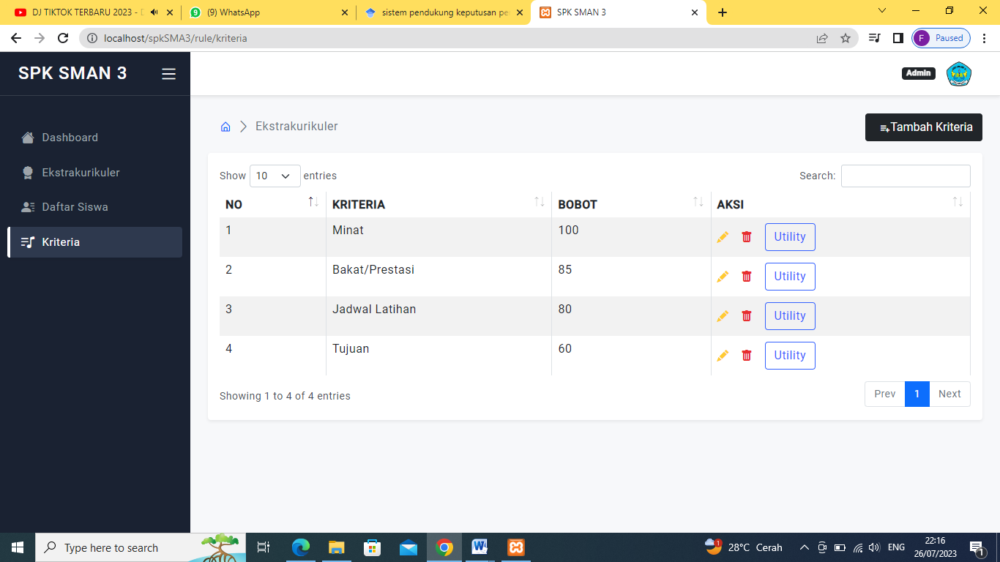 DJ TIKTOK TERBARU 2023 - D
(9) WhatsApp
sistem pendukung keputusan pe
SPK SMAN 3
localhost/spkSMA3/rule/kriteria
F Paused
SPK SMAN 3
Admin
Dashboard
Ekstrakurikuler
Daftar Siswa
Kriteria
Ekstrakurikuler
Tambah Kriteria
Show 10 entries
Search:
NO KRITERIA BOBOT AKSI
1 Minat 100 Utility
2 Bakat/Prestasi 85 Utility
3 Jadwal Latihan 80 Utility
4 Tujuan 60 Utility
Showing 1 to 4 of 4 entries
Prev 1 Next
Type here to search
28°C Cerah
ENG
22:16
26/07/2023
1